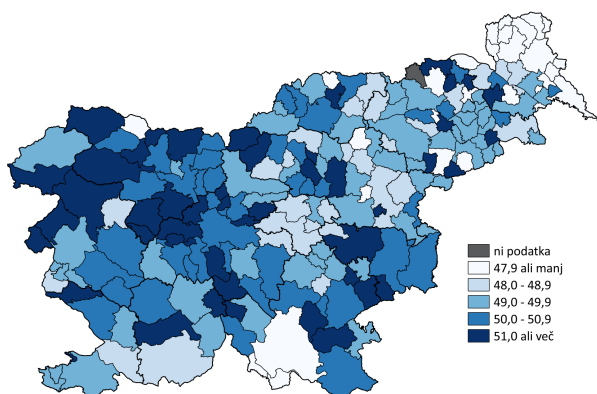 ni podatka
47,9 ali manj
48,0 - 48,9
49,0 - 49,9
50,0 - 50,9
51,0 ali več